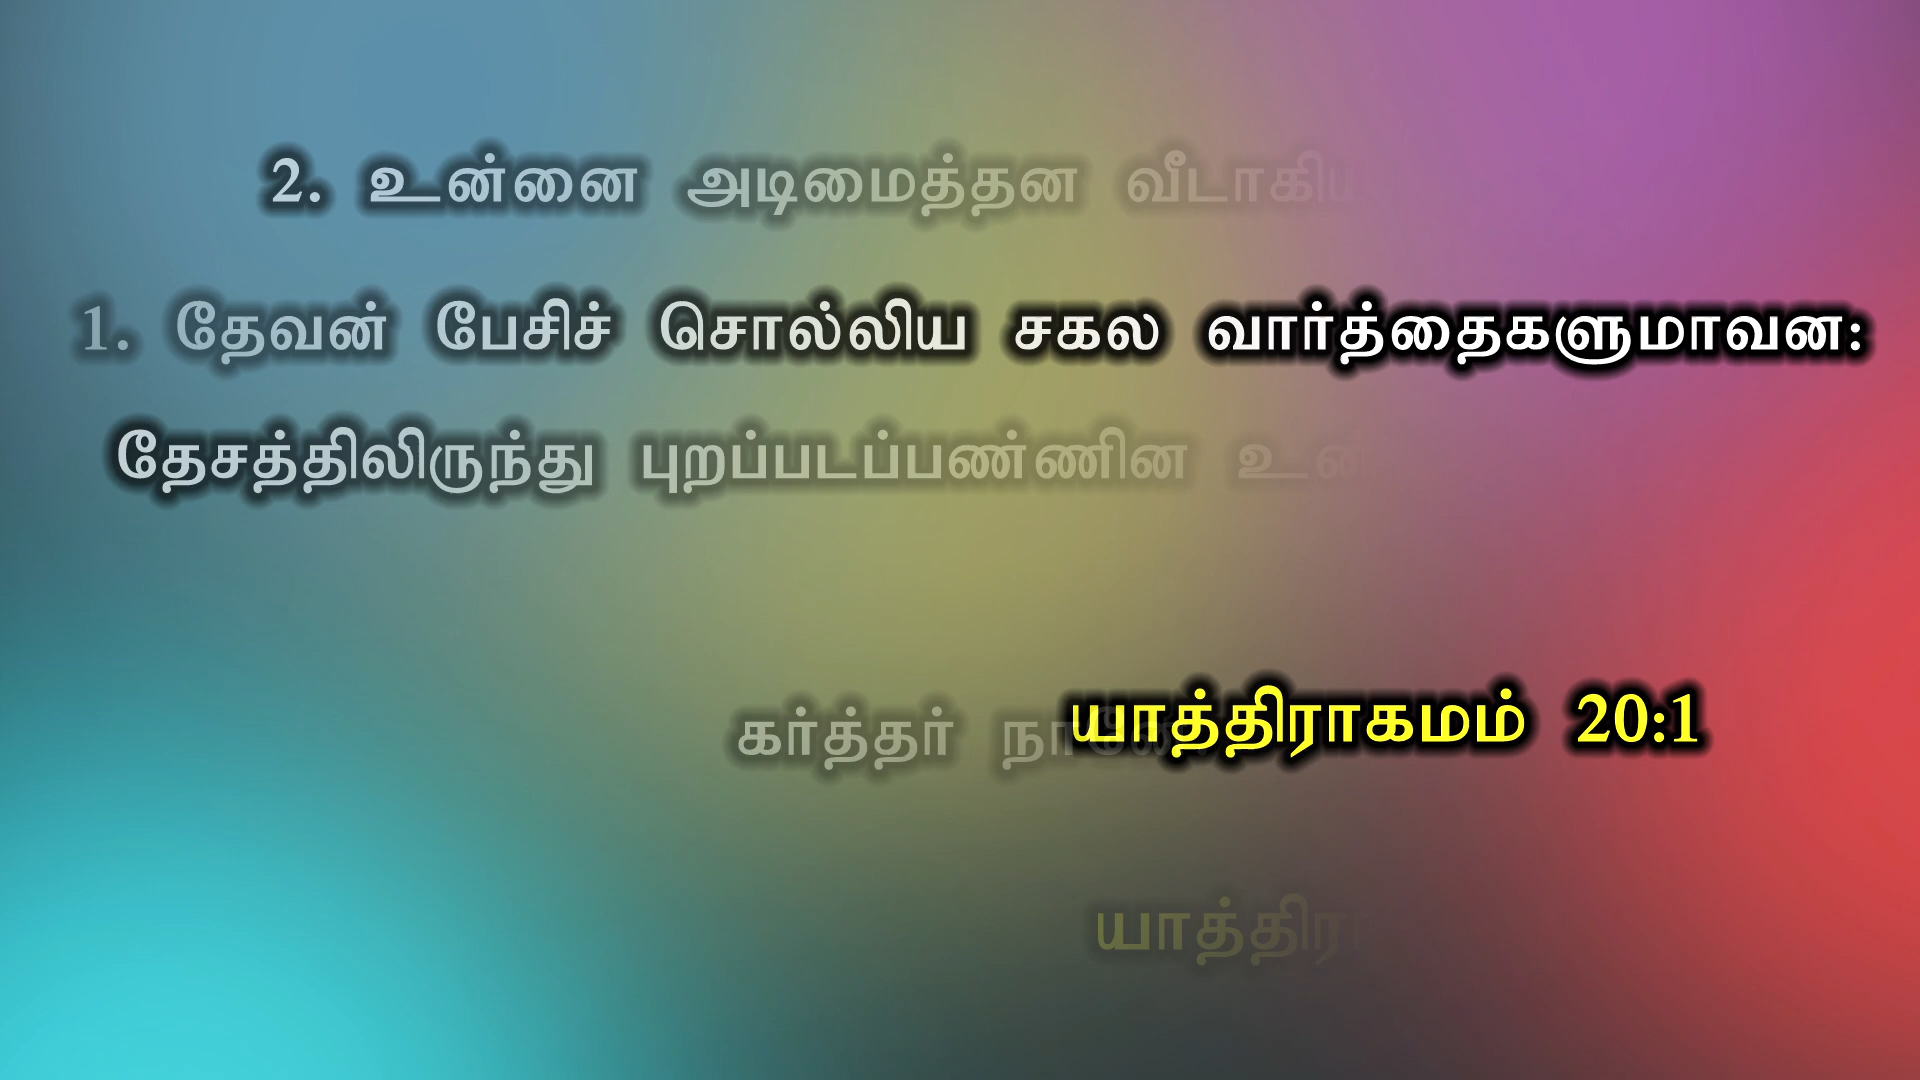 2. உன்னை அடிமைத்தன வீடாகிய
1. தேவன் பேசிச் சொல்லிய சகல வார்த்தைகளுமாவன:
தேசத்திலிருந்து புறப்படப்பண்ணின
கர்த்தர்
யாத்திராகமம் 20:1